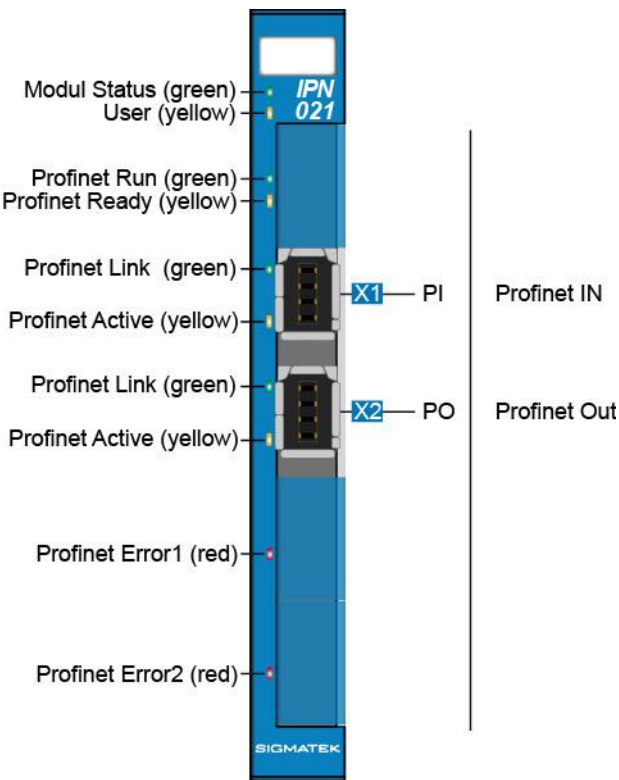 Modul Status (green)
User (yellow)
IPN
021
Profinet Run (green)
Profinet Ready (yellow)
Profinet Link (green)
X1
PI
Profinet IN
Profinet Active (yellow)
Profinet Link (green)
X2
PO
Profinet Out
Profinet Active (yellow)
Profinet Error1 (red)
Profinet Error2 (red)
SIGMATEK